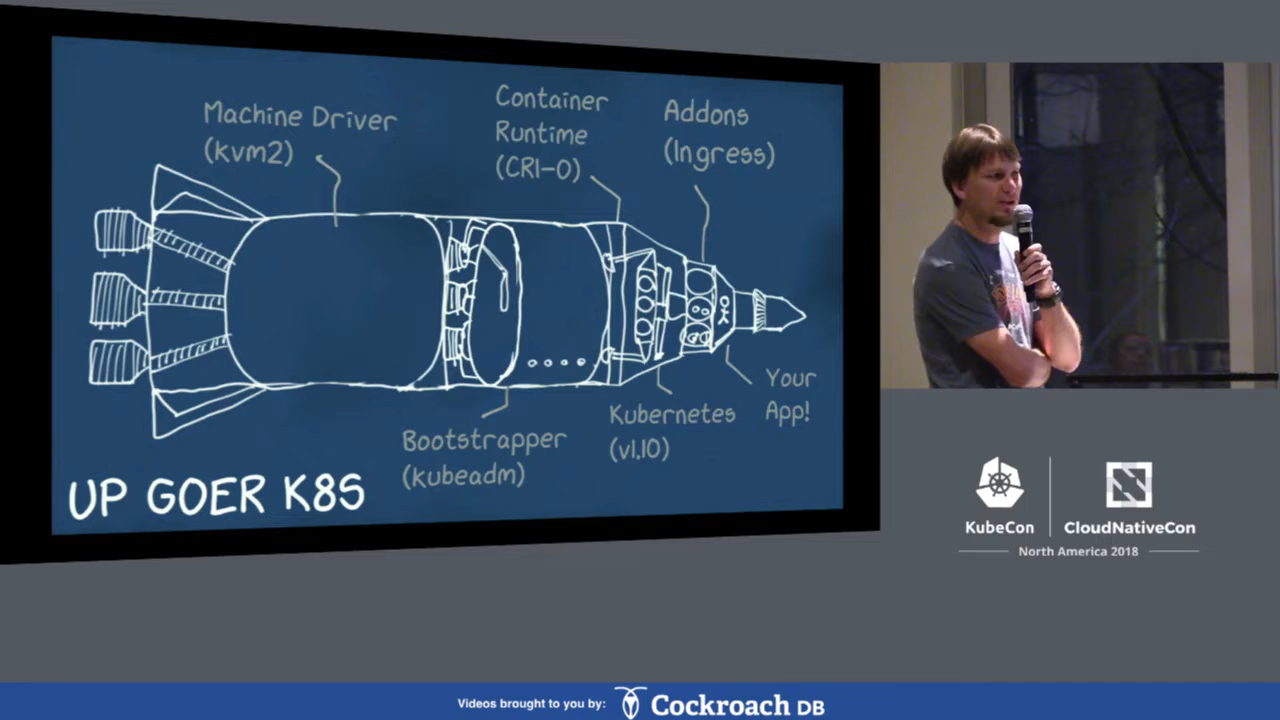 Machine Driver
(kvm2)
Container
Runtime
(CRI-O)
Addons
(Ingress)
Your
App!
Kubernetes
(v1.10)
Bootstrapper
(kubeadm)
UP GOER K8S
KubeCon
CloudNativeCon
North America 2018
Videos brought to you by:
Cockroach DB